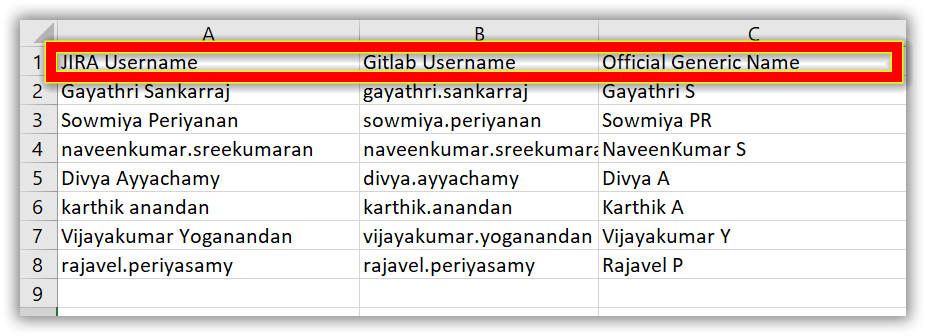 A B C
1 JIRA Username Gitlab Username Official Generic Name
2 Gayathri Sankarraj gayathri.sankarraj Gayathri S
3 Sowmiya Periyanan sowmiya.periyanan Sowmiya PR
4 naveenkumar.sreekumaran naveenkumar.sreekumara NaveenKumar S
5 Divya Ayyachamy divya.ayyachamy Divya A
6 karthik anandan karthik.anandan Karthik A
7 Vijayakumar Yoganandan vijayakumar.yoganandan Vijayakumar Y
8 rajavel.periyasamy rajavel.periyasamy Rajavel P
9